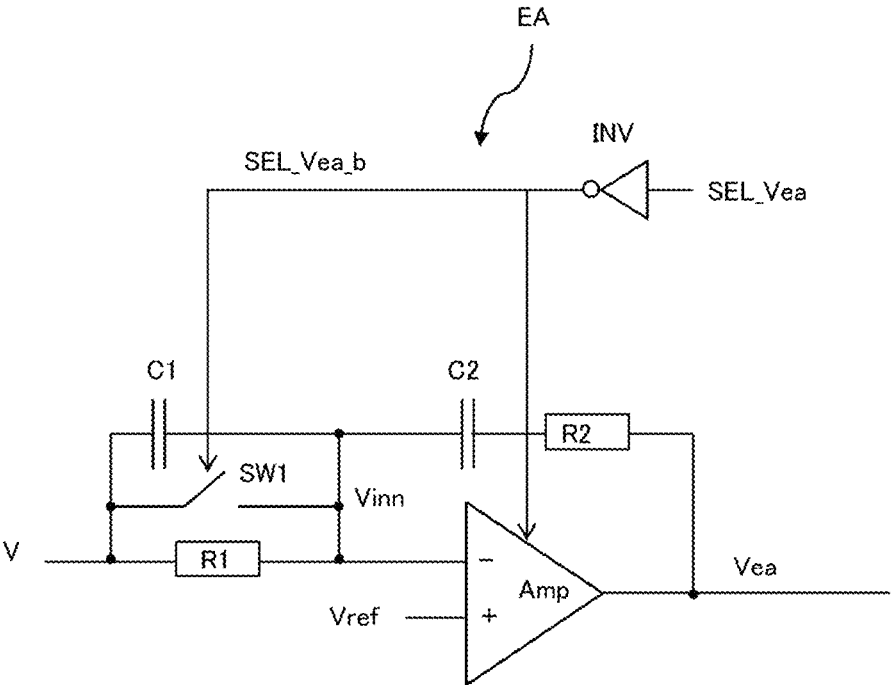 EA
INV
SEL_Vea_b
SEL_Vea
C1
C2
R2
SW1
Vinn
V
R1
−
Amp
Vea
Vref
+